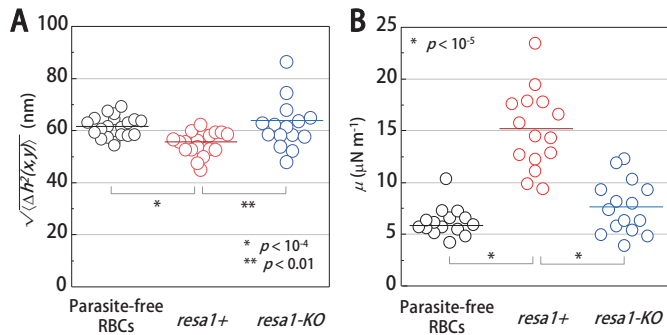 A
B
√⟨Δh²(x,y)⟩ (nm)
100
80
60
40
20
0
*
**
* p < 10⁻⁴
** p < 0.01
Parasite-free
RBCs
resa1+
resa1-KO
* p < 10⁻⁵
μ (μN m⁻¹)
25
20
15
10
5
0
*
*
Parasite-free
RBCs
resa1+
resa1-KO